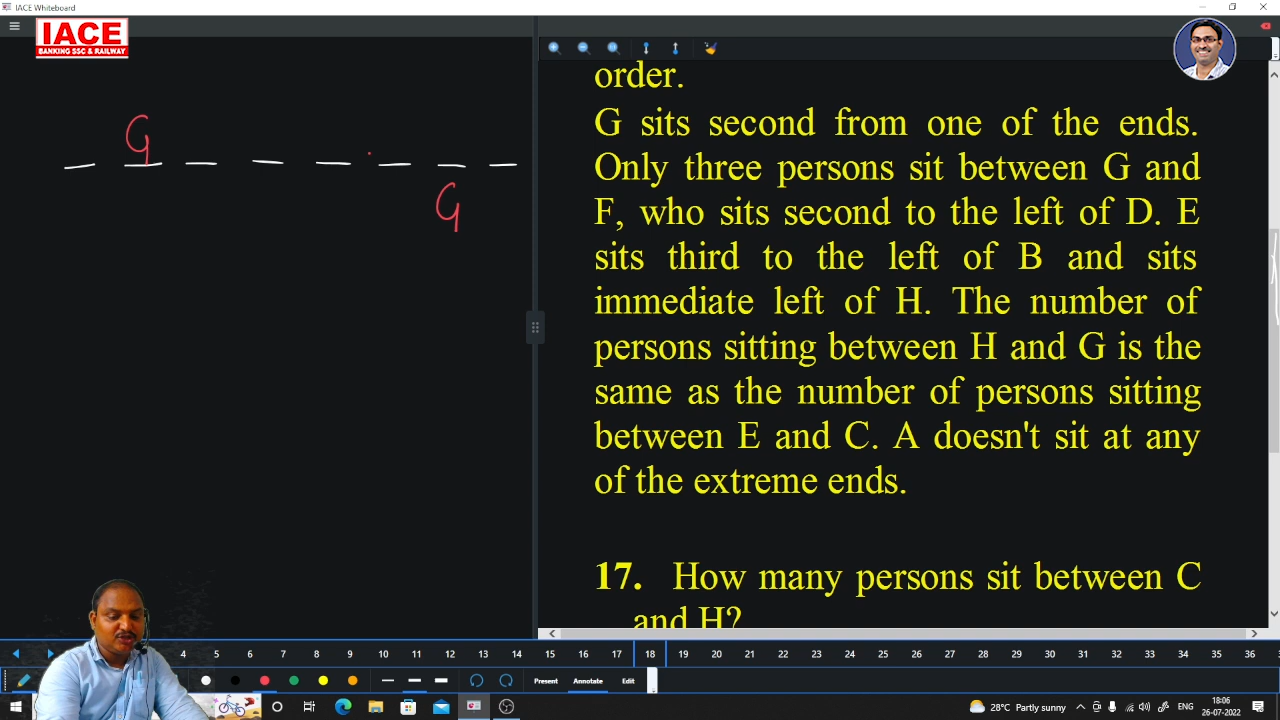 IACE Whiteboard
IACE
BANKING SSC & RAILWAY
G
G
order.
G sits second from one of the ends.
Only three persons sit between G and
F, who sits second to the left of D. E
sits third to the left of B and sits
immediate left of H. The number of
persons sitting between H and G is the
same as the number of persons sitting
between E and C. A doesn't sit at any
of the extreme ends.
17. How many persons sit between C
and H?
4 5 6 7 8 9 10 11 12 13 14 15 16 17 18 19 20 21 22 23 24 25 26 27 28 29 30 31 32 33 34 35 36
Present Annotate Edit
28°C Partly sunny ENG 18:06
26-07-2022